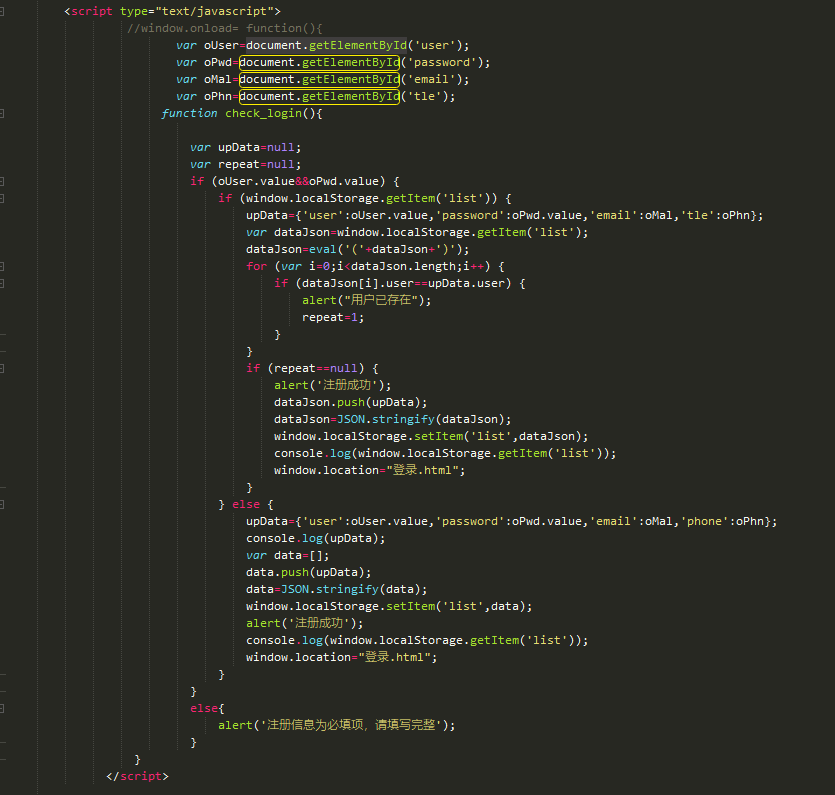 <script type="text/javascript">
//window.onload= function(){
var oUser=document.getElementById('user');
var oPwd=document.getElementById('password');
var oMal=document.getElementById('email');
var oPhn=document.getElementById('tle');
function check_login(){
var upData=null;
var repeat=null;
if (oUser.value&&oPwd.value) {
if (window.localStorage.getItem('list')) {
upData={'user':oUser.value,'password':oPwd.value,'email':oMal,'tle':oPhn};
var dataJson=window.localStorage.getItem('list');
dataJson=eval('('+dataJson+')');
for (var i=0;i<dataJson.length;i++) {
if (dataJson[i].user==upData.user) {
alert("用户已存在");
repeat=1;
}
}
if (repeat==null) {
alert('注册成功');
dataJson.push(upData);
dataJson=JSON.stringify(dataJson);
window.localStorage.setItem('list',dataJson);
console.log(window.localStorage.getItem('list'));
window.location="登录.html";
}
} else {
upData={'user':oUser.value,'password':oPwd.value,'email':oMal,'phone':oPhn};
console.log(upData);
var data=[];
data.push(upData);
data=JSON.stringify(data);
window.localStorage.setItem('list',data);
alert('注册成功');
console.log(window.localStorage.getItem('list'));
window.location="登录.html";
}
}
else{
alert('注册信息为必填项，请填写完整');
}
}
</script>